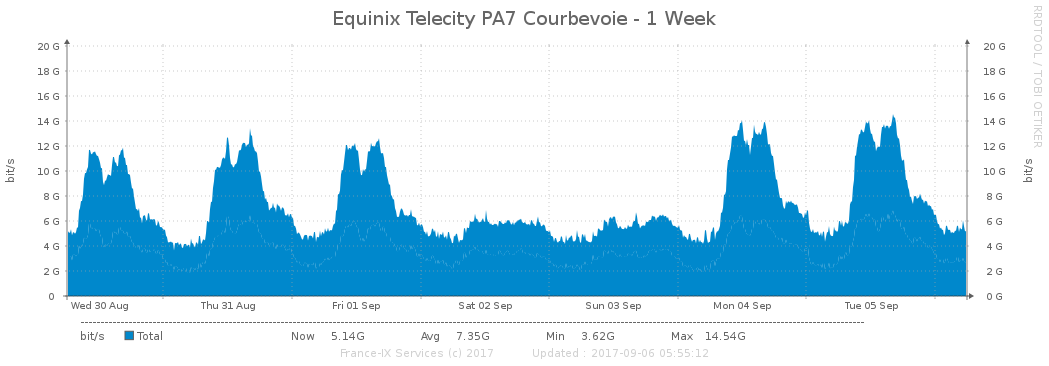 Equinix Telecity PA7 Courbevoie - 1 Week
RRDTOOL / TOBI OETIKER
20 G 20 G
18 G 18 G
16 G 16 G
14 G 14 G
12 G 12 G
10 G 10 G
8 G 8 G
6 G 6 G
4 G 4 G
2 G 2 G
0 0 G
bit/s
bit/s
Wed 30 Aug Thu 31 Aug Fri 01 Sep Sat 02 Sep Sun 03 Sep Mon 04 Sep Tue 05 Sep
bit/s Total Now 5.14G Avg 7.35G Min 3.62G Max 14.54G
France-IX Services (c) 2017 Updated : 2017-09-06 05:55:12